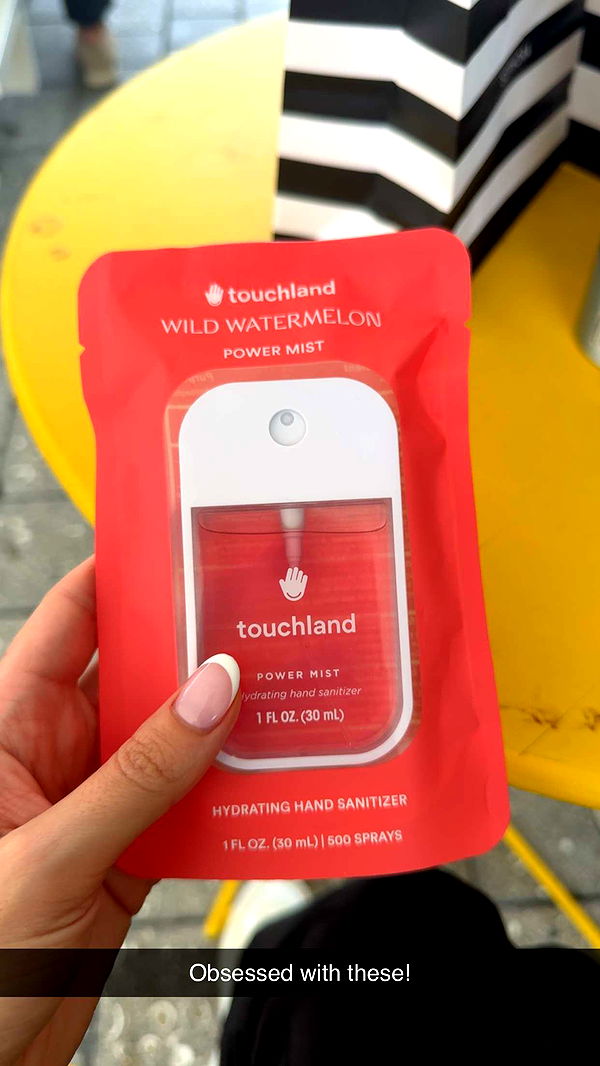 touchland
WILD WATERMELON
POWER MIST
touchland
POWER MIST
hydrating hand sanitizer
1 FL OZ. (30 mL)
HYDRATING HAND SANITIZER
1 FL OZ. (30 mL) | 500 SPRAYS
Obsessed with these!